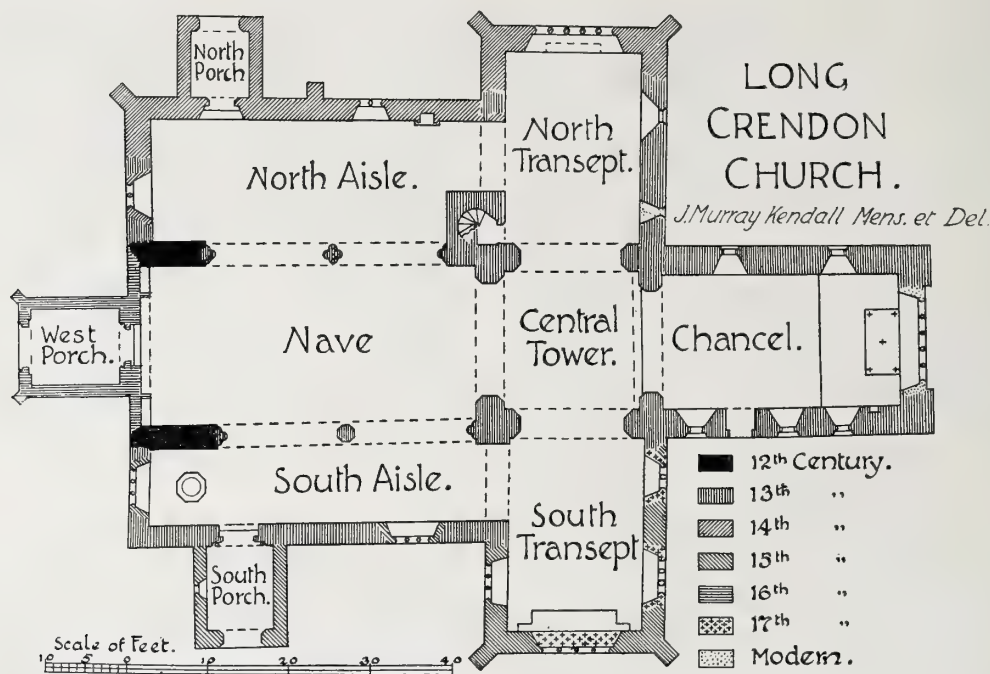 LONG
CRENDON
CHURCH.
J. Murray Kendall Mens. et Del.
North
Porch
North Aisle.
North
Transept.
West
Porch.
Nave
Central
Tower.
Chancel.
South Aisle.
South
Porch.
South
Transept
12th Century.
13th "
14th "
15th "
16th "
17th "
Modern.
Scale of Feet.
10 5 0 10 20 30 40